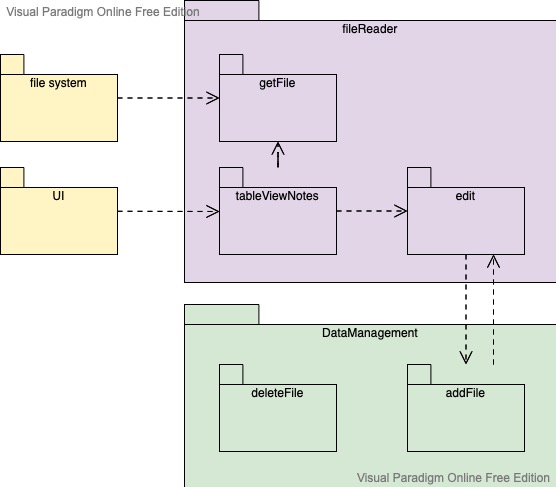 Visual Paradigm Online Free Edition
fileReader
file system
getFile
UI
tableViewNotes
edit
DataManagement
deleteFile
addFile
Visual Paradigm Online Free Edition